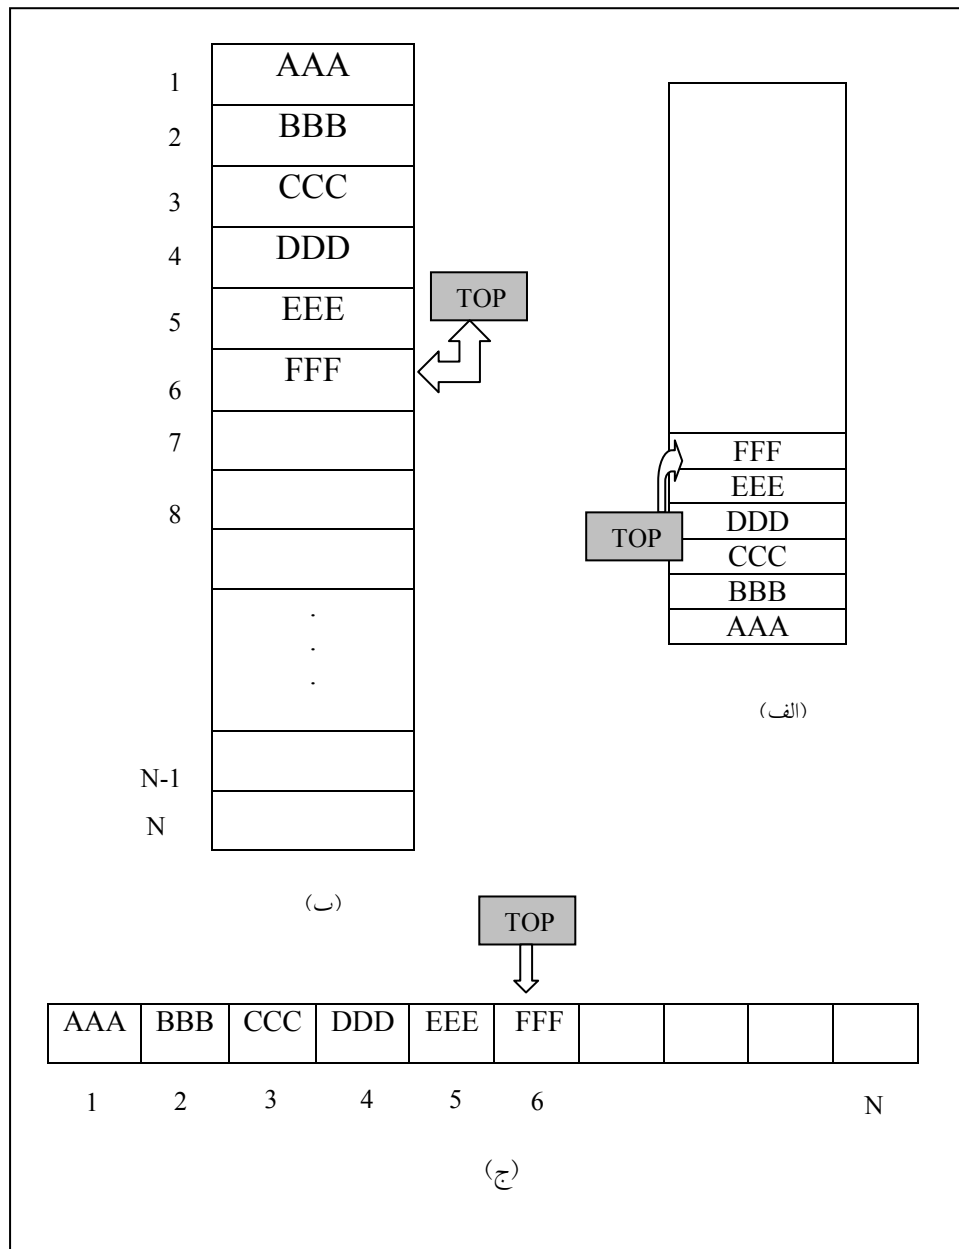 1 AAA
2 BBB
3 CCC
4 DDD
5 EEE
TOP
6 FFF
7
8
.
.
.
N-1
N
(ب)
FFF
EEE
DDD
TOP
CCC
BBB
AAA
(الف)
TOP
AAA BBB CCC DDD EEE FFF
1 2 3 4 5 6 N
(ج)